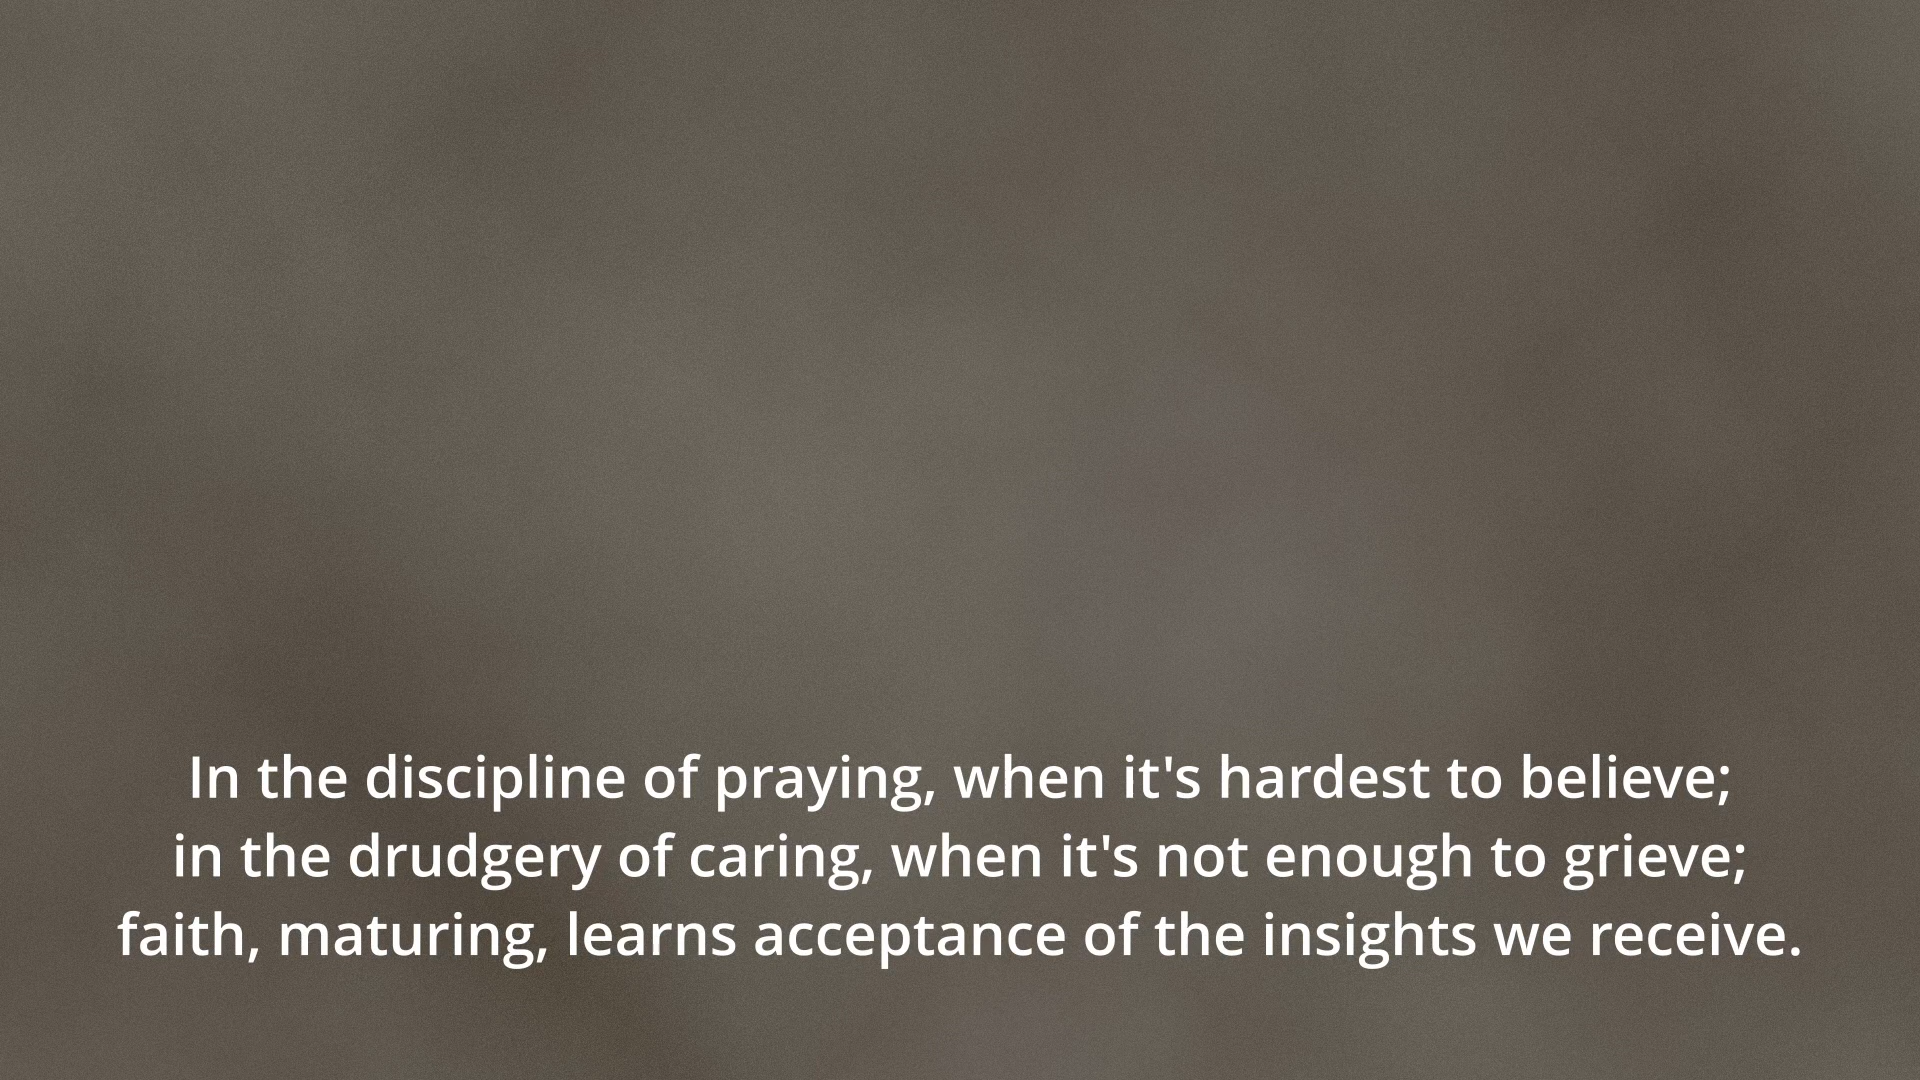 In the discipline of praying, when it's hardest to believe;
in the drudgery of caring, when it's not enough to grieve;
faith, maturing, learns acceptance of the insights we receive.